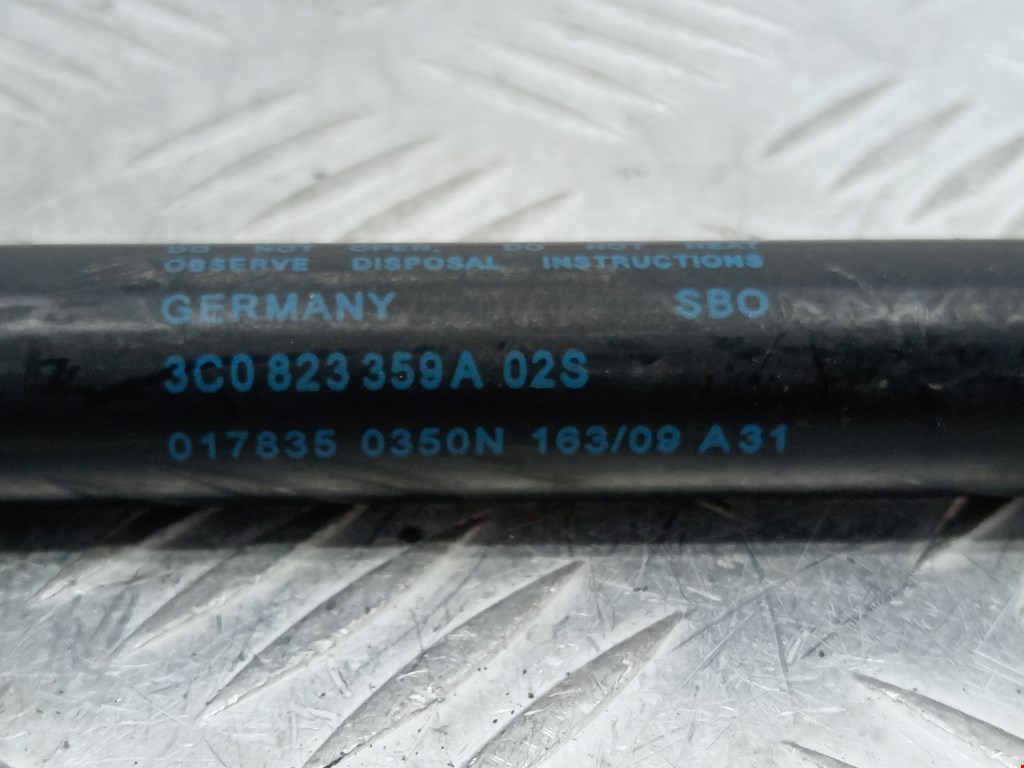 DO NOT OPEN. DO NOT HEAT
OBSERVE DISPOSAL INSTRUCTIONS
GERMANY SBO
3C0 823 359A 02S
017835 0350N 163/09 A31